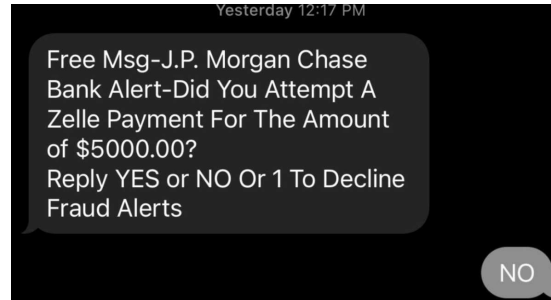 Yesterday 12:17 PM
Free Msg-J.P. Morgan Chase
Bank Alert-Did You Attempt A
Zelle Payment For The Amount
of $5000.00?
Reply YES or NO Or 1 To Decline
Fraud Alerts
NO